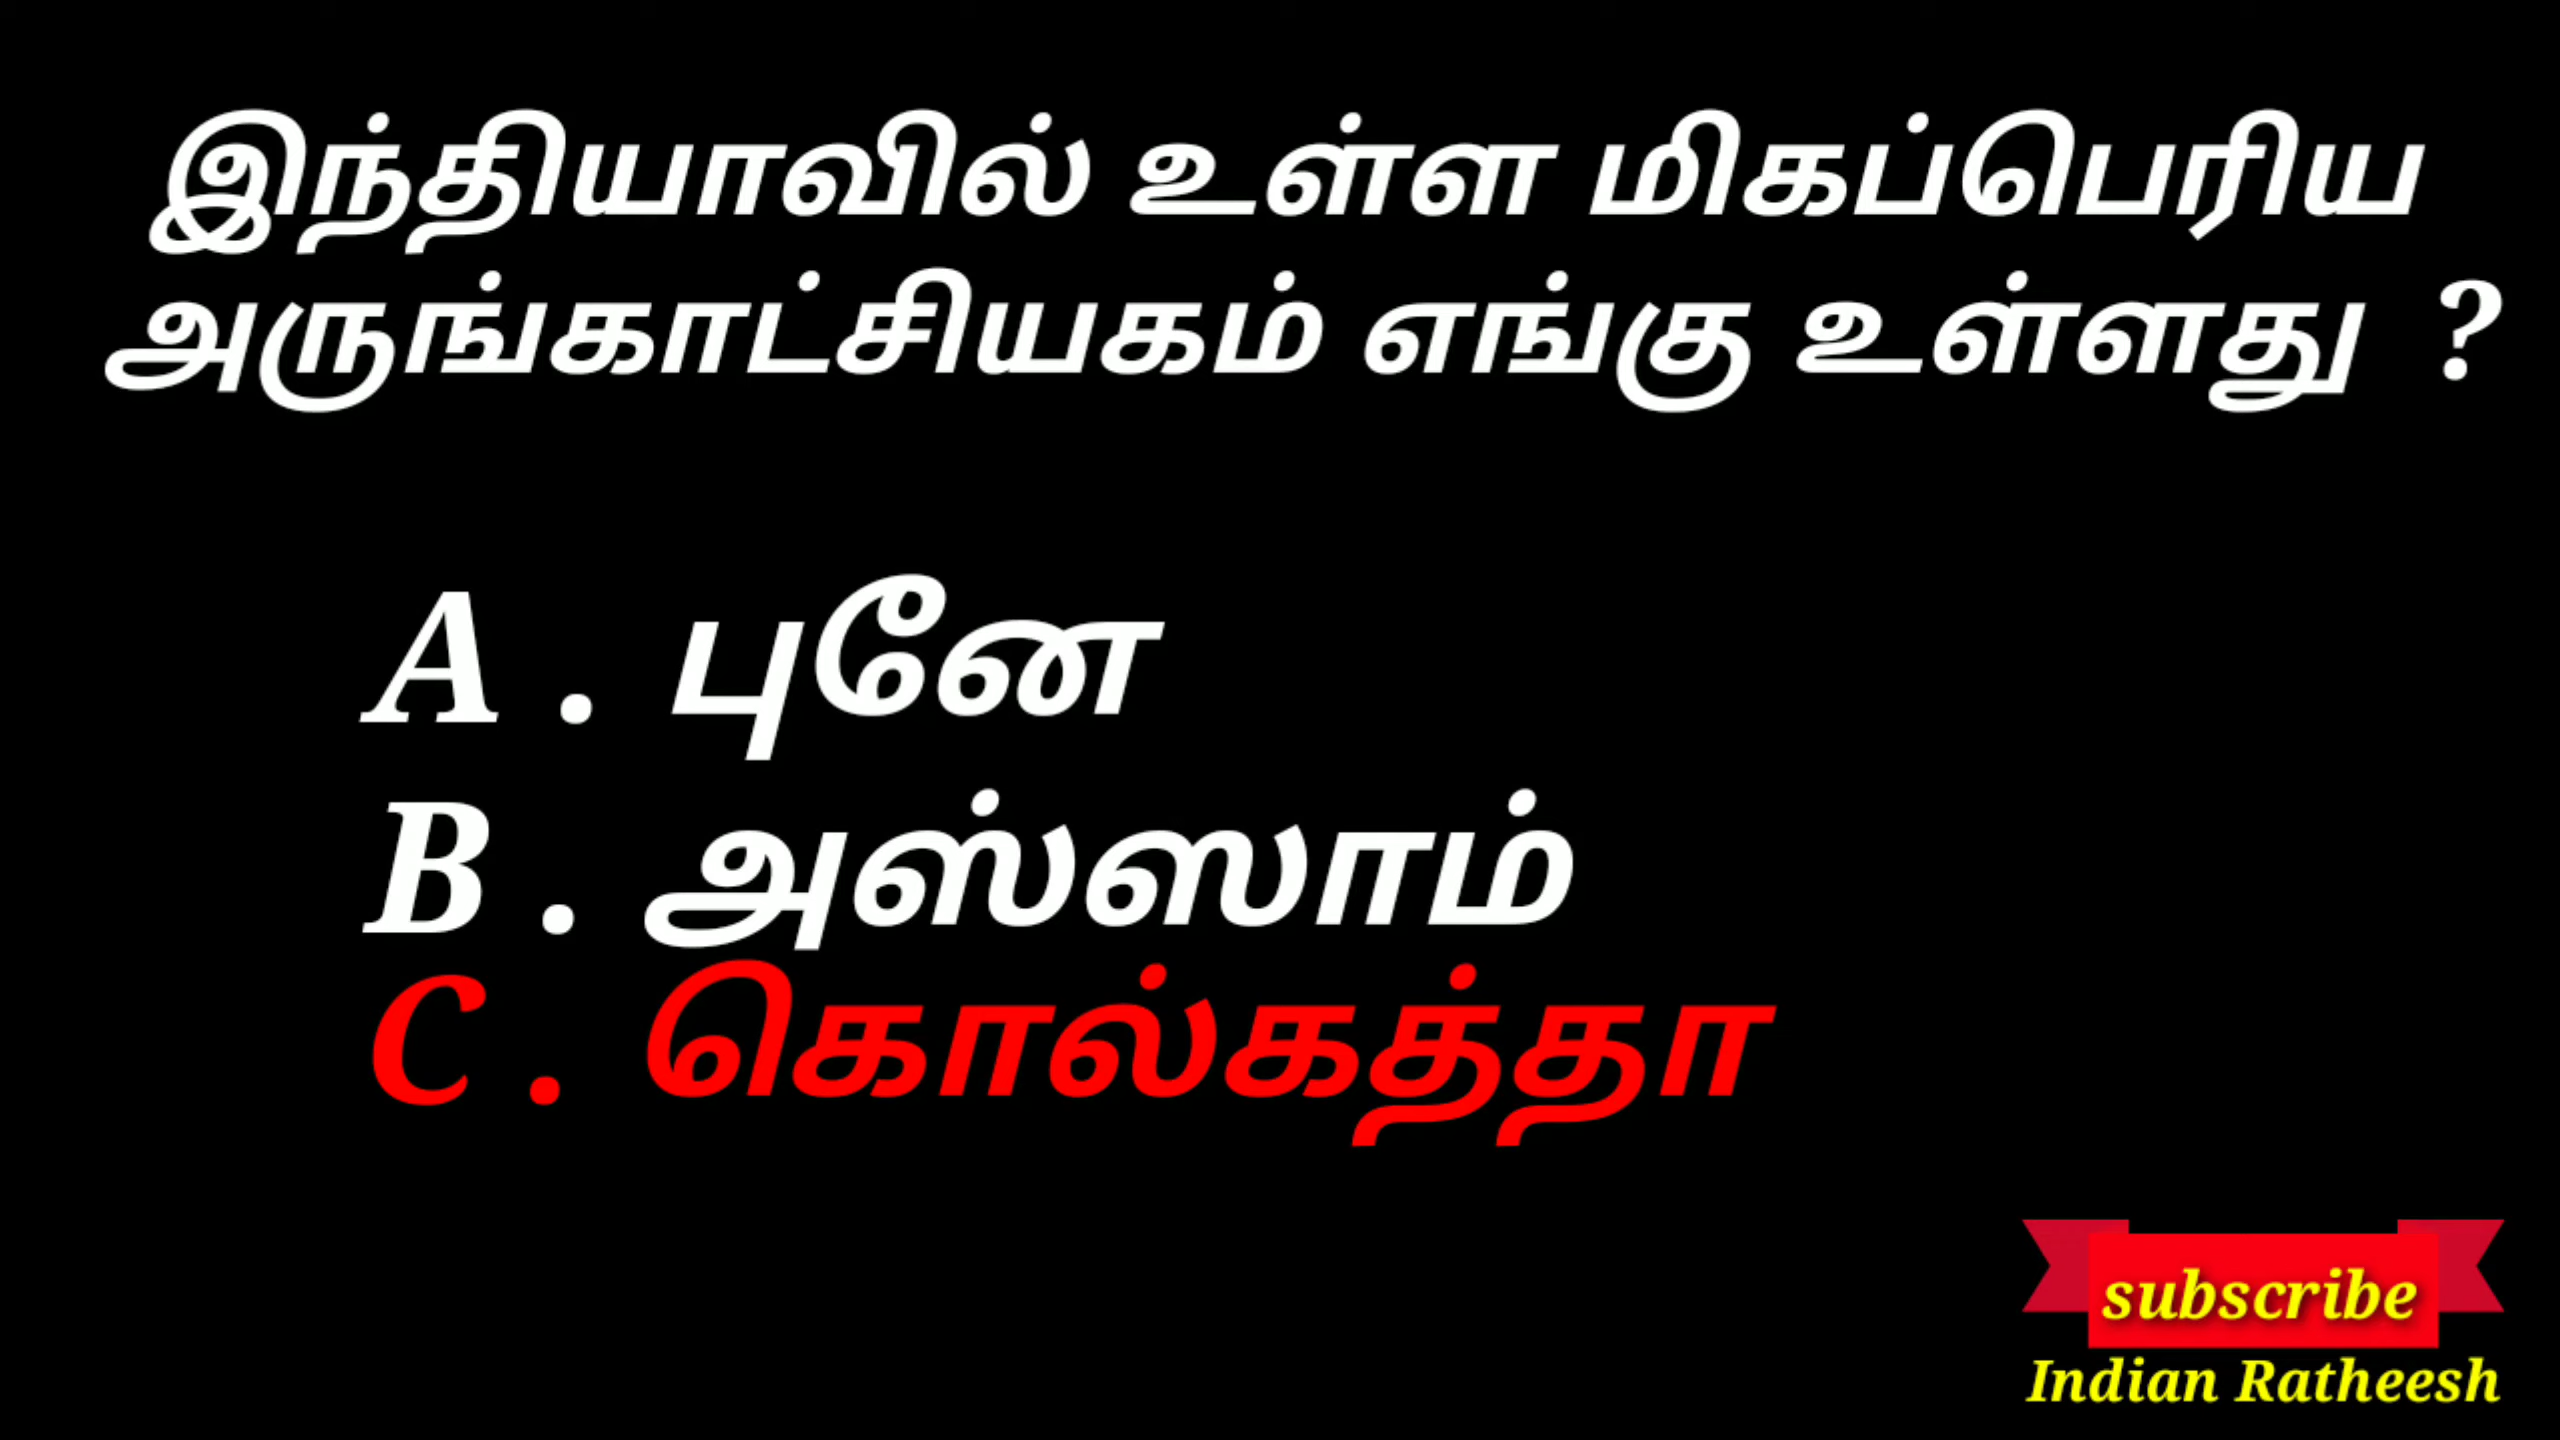 இந்தியாவில் உள்ள மிகப்பெரிய
அருங்காட்சியகம் எங்கு உள்ளது ?
A . புனே
B . அஸ்ஸாம்
C . கொல்கத்தா
subscribe
Indian Ratheesh